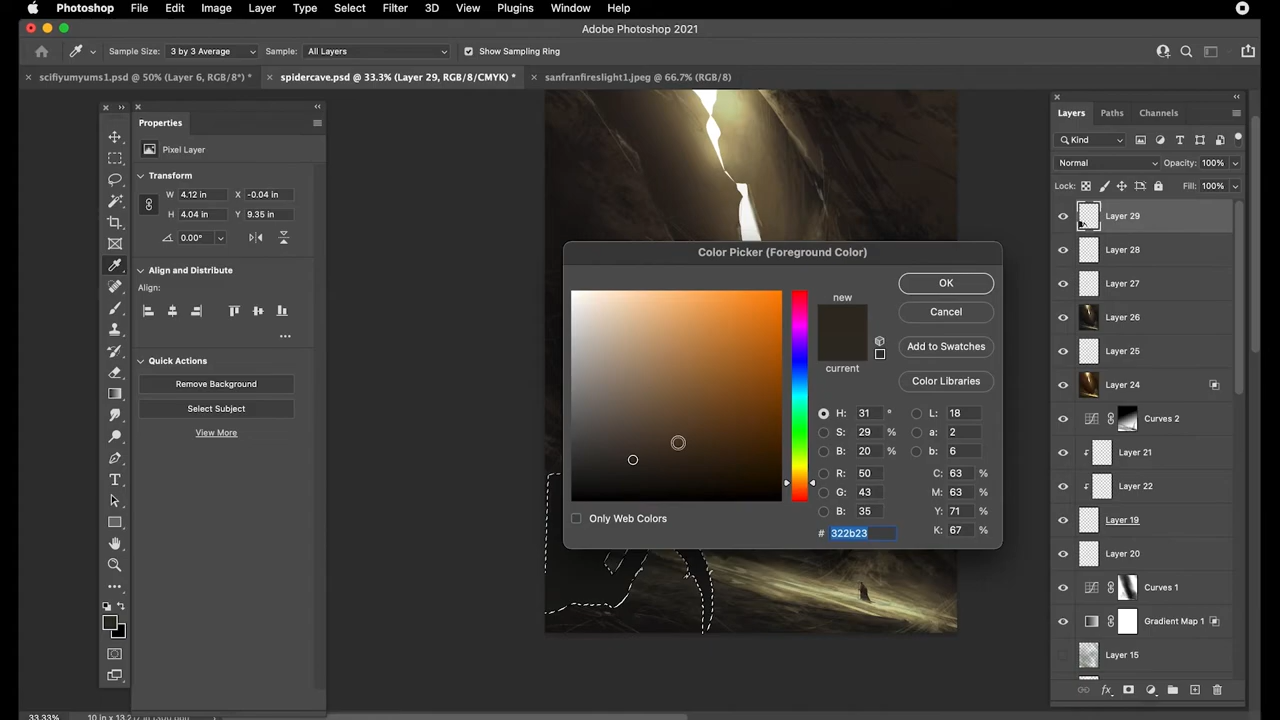 Photoshop File Edit Image Layer Type Select Filter 3D View Plugins Window Help
Adobe Photoshop 2021
Sample Size: 3 by 3 Average Sample: All Layers Show Sampling Ring
scifiyumyums1.psd @ 50% (Layer 6, RGB/8*) * spidercave.psd @ 33.3% (Layer 29, RGB/8/CMYK) * sanfranfireslight1.jpeg @ 66.7% (RGB/8)
Properties
Pixel Layer
Transform
W 4.12 in X -0.04 in
H 4.04 in Y 9.35 in
0.00°
Align and Distribute
Align:
Quick Actions
Remove Background
Select Subject
View More
Color Picker (Foreground Color)
new
current
OK
Cancel
Add to Swatches
Color Libraries
H: 31 ° L: 18
S: 29 % a: 2
B: 20 % b: 6
R: 50 C: 63 %
G: 43 M: 63 %
B: 35 Y: 71 %
# 322b23 K: 67 %
Only Web Colors
Layers Paths Channels
Kind
Normal Opacity: 100%
Lock: Fill: 100%
Layer 29
Layer 28
Layer 27
Layer 26
Layer 25
Layer 24
Curves 2
Layer 21
Layer 22
Layer 19
Layer 20
Curves 1
Gradient Map 1
Layer 15
33.33%